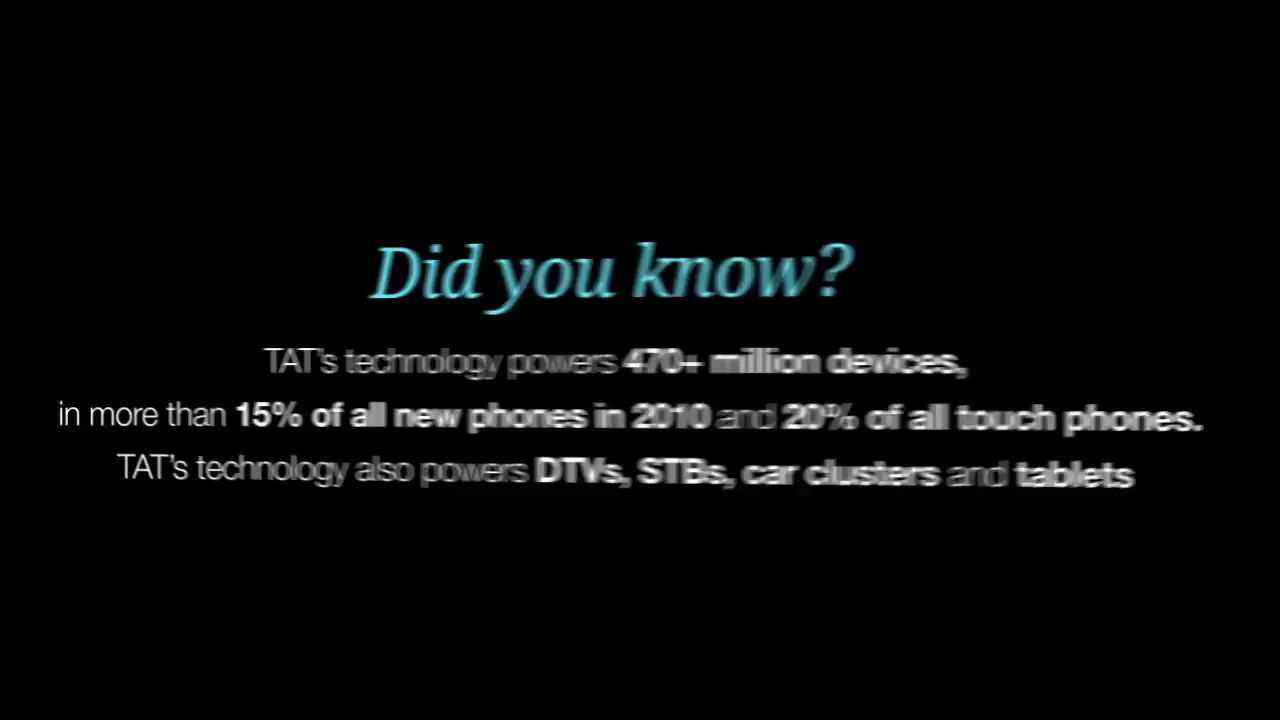 Did you know?
TAT's technology powers 470+ million devices,
in more than 15% of all new phones in 2010 and 20% of all touch phones.
TAT's technology also powers DTVs, STBs, car clusters and tablets